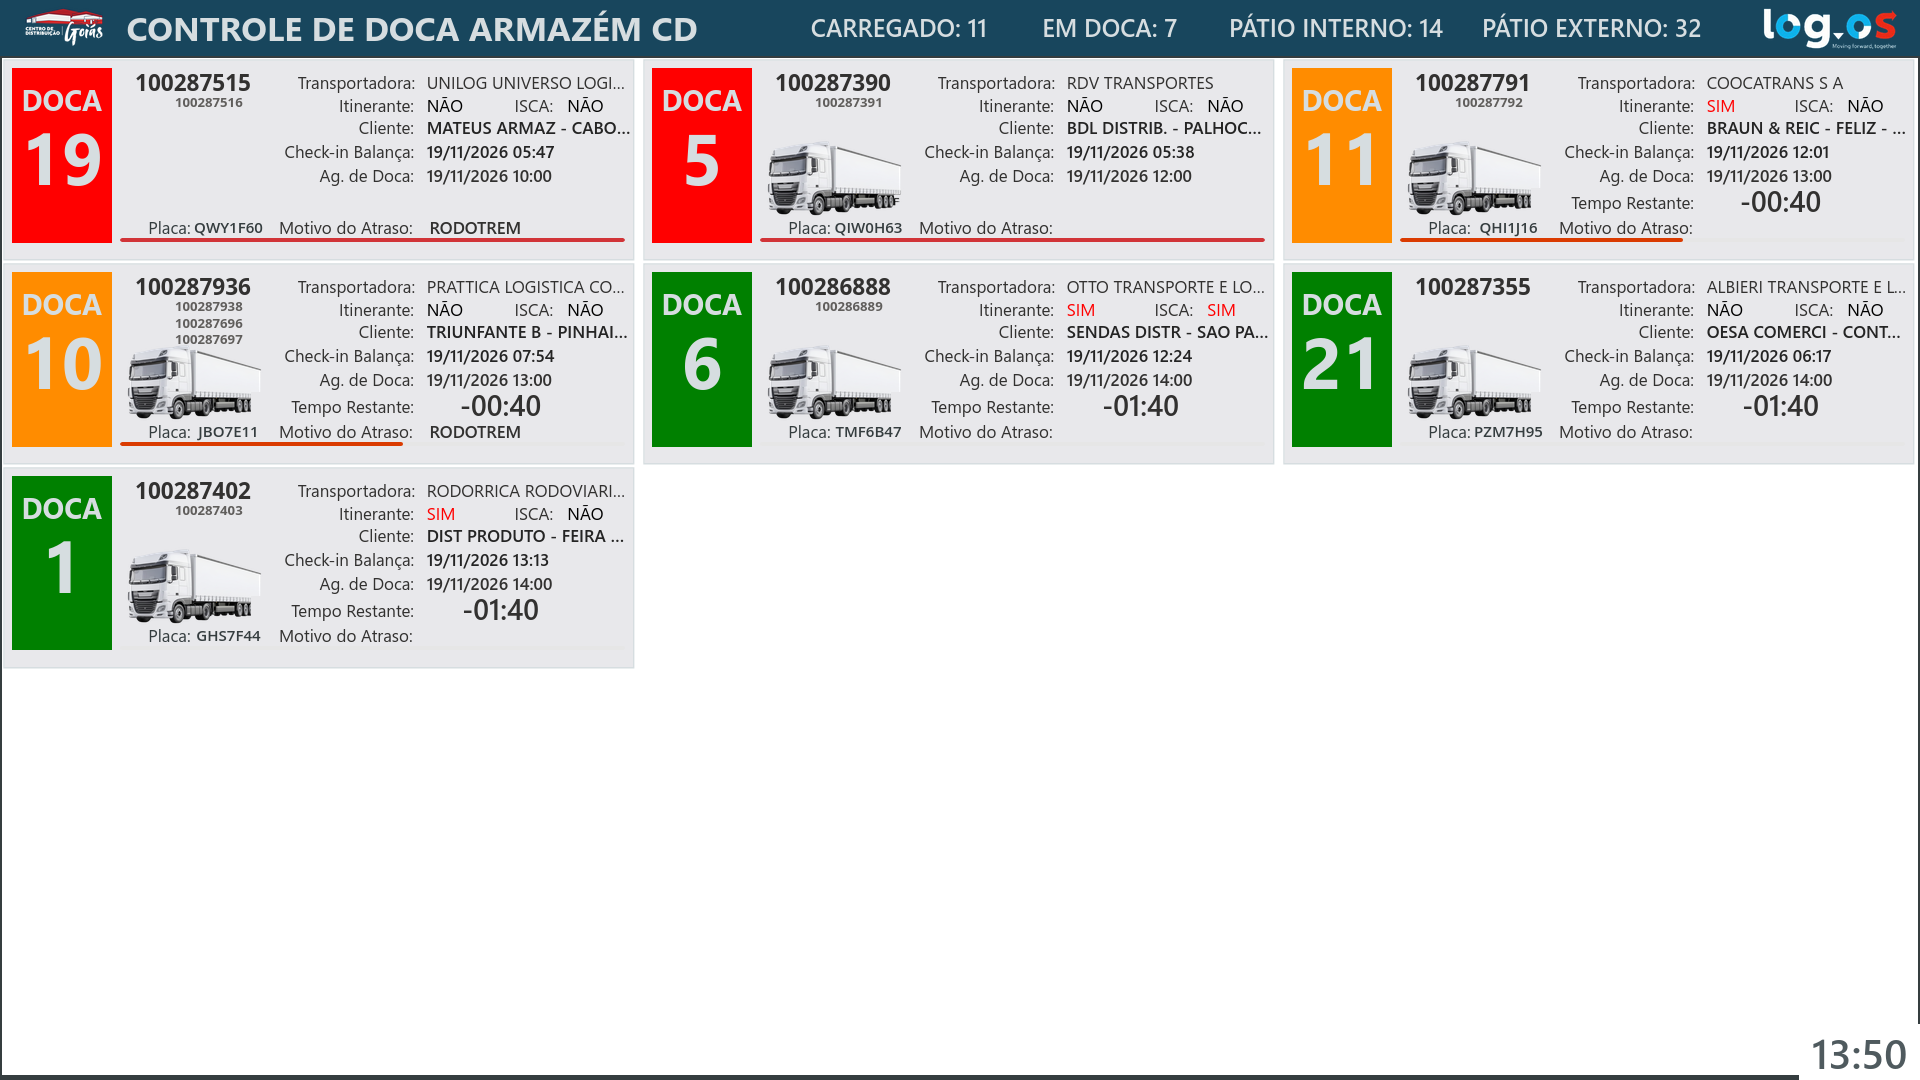 CENTRO DE DISTRIBUIÇÃO Goiás
CONTROLE DE DOCA ARMAZÉM CD
CARREGADO: 11
EM DOCA: 7
PÁTIO INTERNO: 14
PÁTIO EXTERNO: 32
log.os
Moving forward, together
DOCA
19
100287515
100287516
Transportadora: UNILOG UNIVERSO LOGI...
Itinerante: NÃO ISCA: NÃO
Cliente: MATEUS ARMAZ - CABO...
Check-in Balança: 19/11/2026 05:47
Ag. de Doca: 19/11/2026 10:00
Placa: QWY1F60 Motivo do Atraso: RODOTREM
DOCA
5
100287390
100287391
Transportadora: RDV TRANSPORTES
Itinerante: NÃO ISCA: NÃO
Cliente: BDL DISTRIB. - PALHOC...
Check-in Balança: 19/11/2026 05:38
Ag. de Doca: 19/11/2026 12:00
Placa: QIW0H63 Motivo do Atraso:
DOCA
11
100287791
100287792
Transportadora: COOCATRANS S A
Itinerante: SIM ISCA: NÃO
Cliente: BRAUN & REIC - FELIZ - ...
Check-in Balança: 19/11/2026 12:01
Ag. de Doca: 19/11/2026 13:00
Tempo Restante: -00:40
Placa: QHI1J16 Motivo do Atraso:
DOCA
10
100287936
100287938
100287696
100287697
Transportadora: PRATTICA LOGISTICA CO...
Itinerante: NÃO ISCA: NÃO
Cliente: TRIUNFANTE B - PINHAI...
Check-in Balança: 19/11/2026 07:54
Ag. de Doca: 19/11/2026 13:00
Tempo Restante: -00:40
Placa: JBO7E11 Motivo do Atraso: RODOTREM
DOCA
6
100286888
100286889
Transportadora: OTTO TRANSPORTE E LO...
Itinerante: SIM ISCA: SIM
Cliente: SENDAS DISTR - SAO PA...
Check-in Balança: 19/11/2026 12:24
Ag. de Doca: 19/11/2026 14:00
Tempo Restante: -01:40
Placa: TMF6B47 Motivo do Atraso:
DOCA
21
100287355
Transportadora: ALBIERI TRANSPORTE E L...
Itinerante: NÃO ISCA: NÃO
Cliente: OESA COMERCI - CONT...
Check-in Balança: 19/11/2026 06:17
Ag. de Doca: 19/11/2026 14:00
Tempo Restante: -01:40
Placa: PZM7H95 Motivo do Atraso:
DOCA
1
100287402
100287403
Transportadora: RODORRICA RODOVIARI...
Itinerante: SIM ISCA: NÃO
Cliente: DIST PRODUTO - FEIRA ...
Check-in Balança: 19/11/2026 13:13
Ag. de Doca: 19/11/2026 14:00
Tempo Restante: -01:40
Placa: GHS7F44 Motivo do Atraso:
13:50